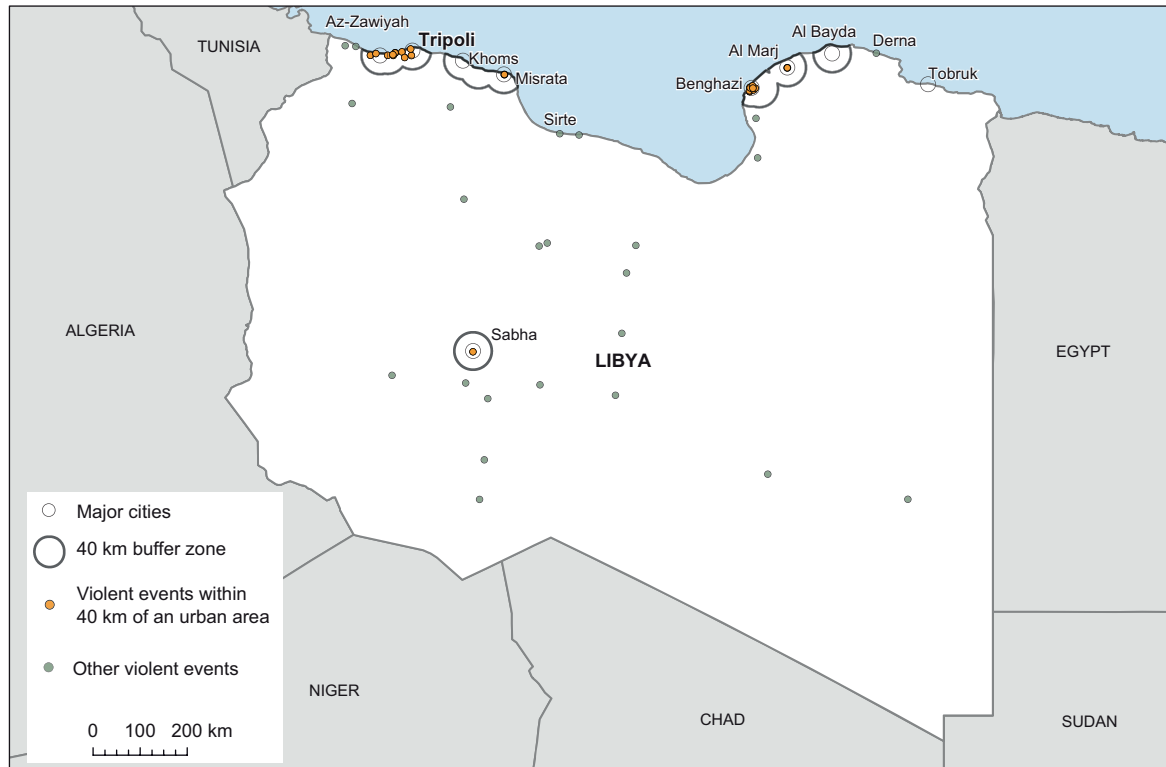 Az-Zawiyah
Al Bayda
TUNISIA
Tripoli
Al Marj
Derna
Khoms
Misrata
Benghazi
Tobruk
Sirte
ALGERIA
Sabha
LIBYA
EGYPT
Major cities
40 km buffer zone
Violent events within
40 km of an urban area
Other violent events
NIGER
CHAD
SUDAN
0 100 200 km